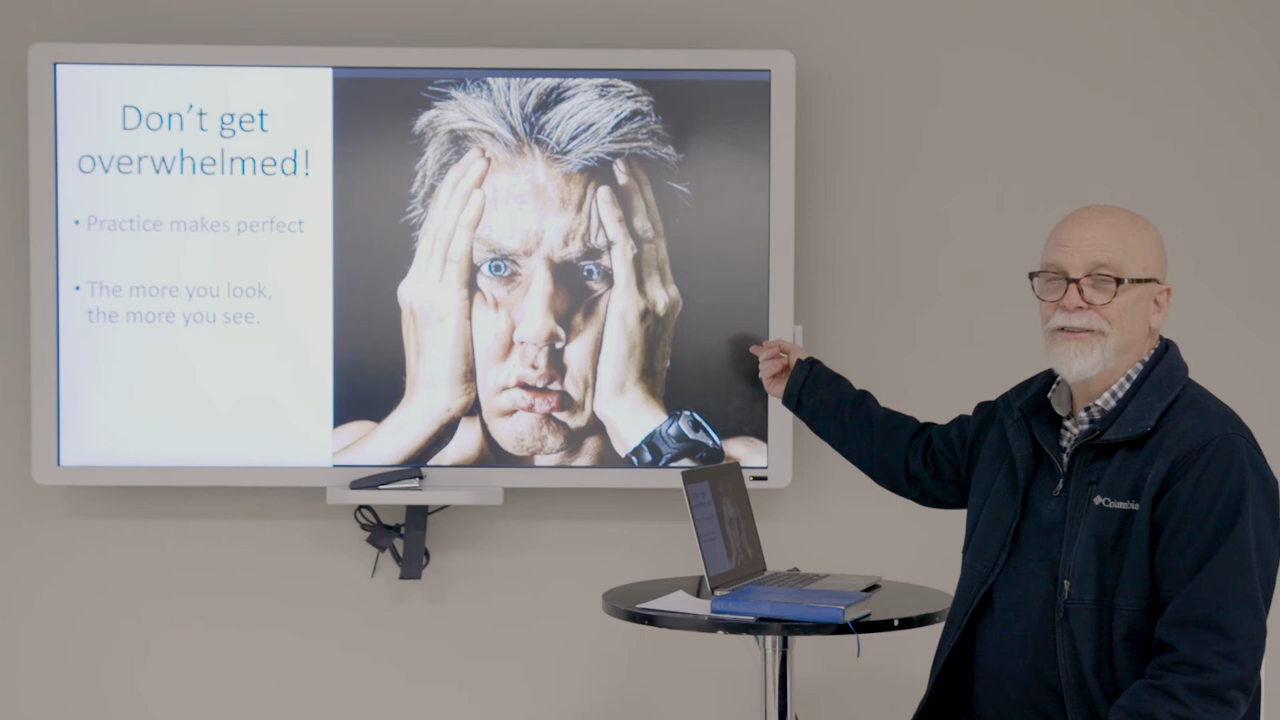 Don't get
overwhelmed!
• Practice makes perfect
• The more you look,
the more you see.
Columbia